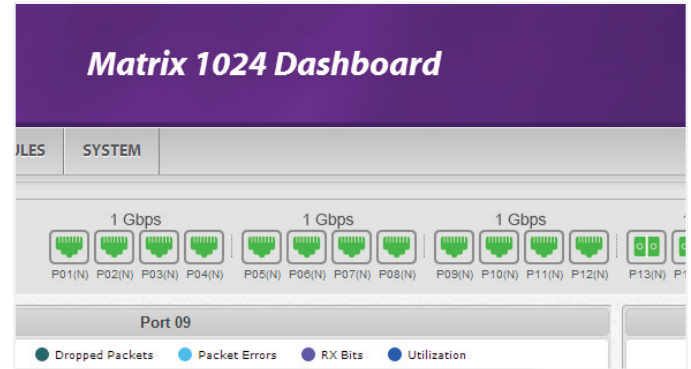 Matrix 1024 Dashboard
ULES SYSTEM
1 Gbps 1 Gbps 1 Gbps
P01(N) P02(N) P03(N) P04(N) P05(N) P06(N) P07(N) P08(N) P09(N) P10(N) P11(N) P12(N) P13(N)
Port 09
Dropped Packets Packet Errors RX Bits Utilization